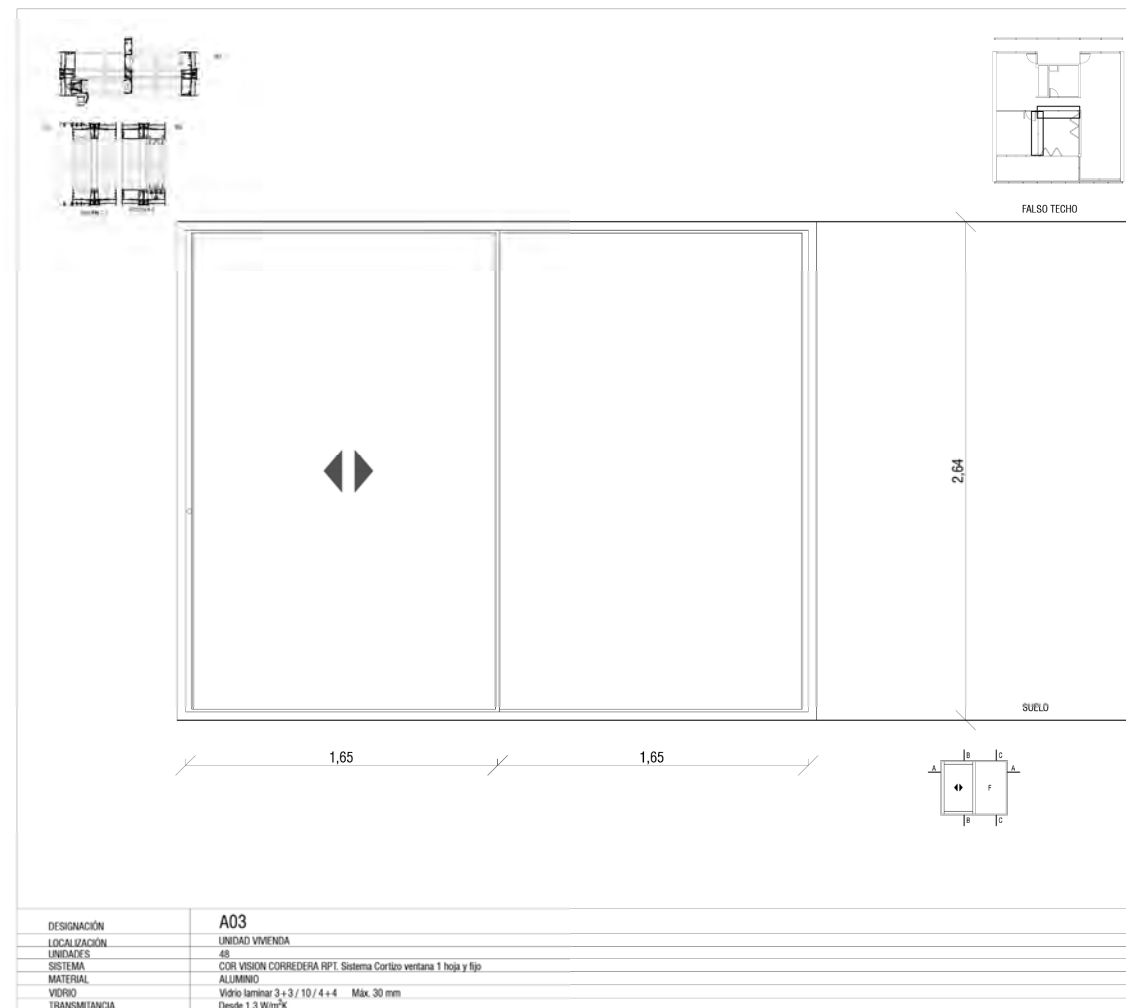 FALSO TECHO
2,64
SUELO
1,65
1,65
B
C
A
A
F
B
C
DESIGNACIÓN A03
LOCALIZACIÓN UNIDAD VIVIENDA
UNIDADES 48
SISTEMA COR VISION CORREDERA RPT. Sistema Cortizo ventana 1 hoja y fijo
MATERIAL ALUMINIO
VIDRIO Vidrio laminar 3+3 / 10 / 4+4 Máx. 30 mm
TRANSMITANCIA Desde 1,3 W/m²K